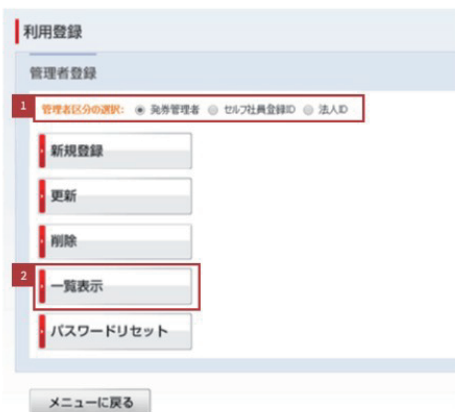 利用登録
管理者登録
1 管理者区分の選択: 発券管理者 セルフ社員登録ID 法人ID
新規登録
更新
削除
2 一覧表示
パスワードリセット
メニューに戻る